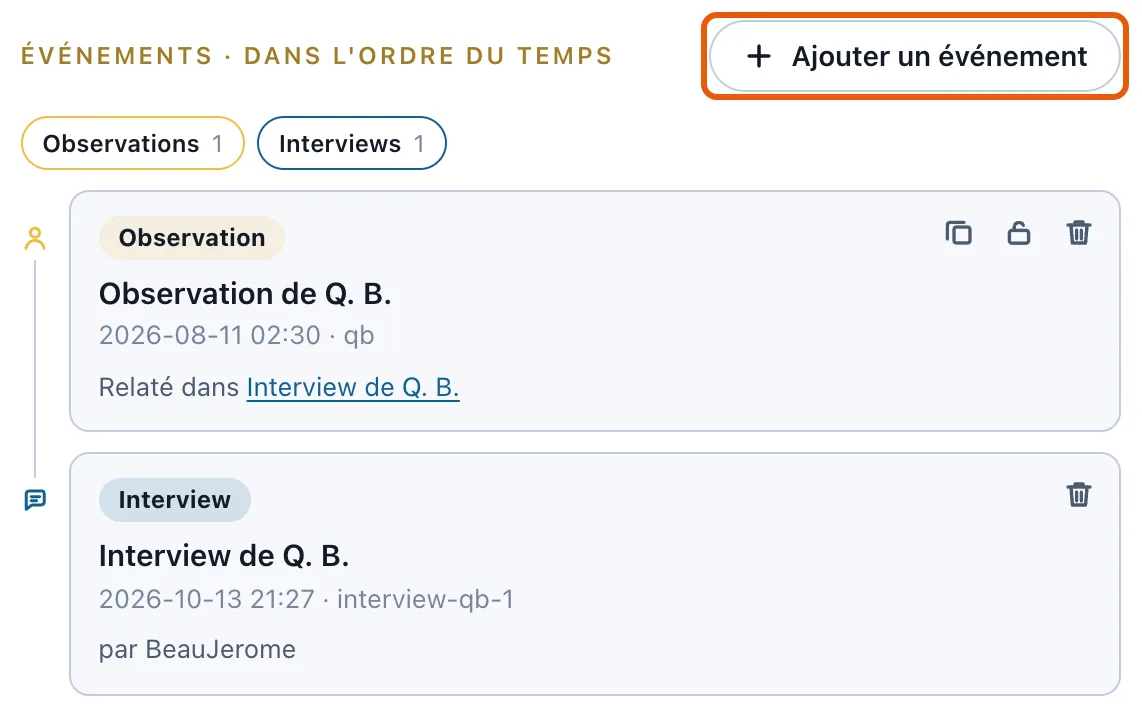 ÉVÉNEMENTS · DANS L'ORDRE DU TEMPS
+ Ajouter un événement
Observations 1
Interviews 1
Observation
Observation de Q. B.
2026-08-11 02:30 · qb
Relaté dans Interview de Q. B.
Interview
Interview de Q. B.
2026-10-13 21:27 · interview-qb-1
par BeauJerome